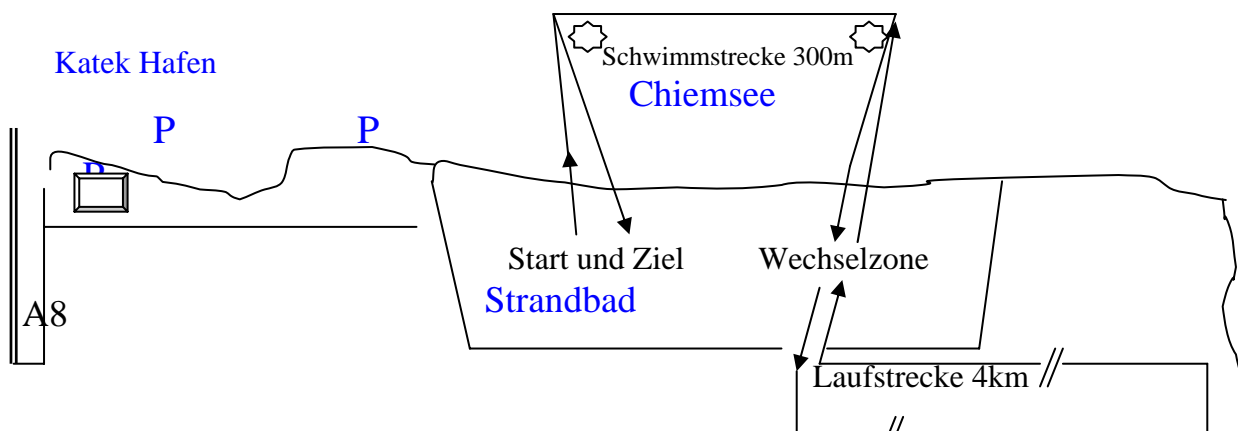 Schwimmstrecke 300m
Katek Hafen
Chiemsee
P P
P
Start und Ziel Wechselzone
Strandbad
A8
Laufstrecke 4km